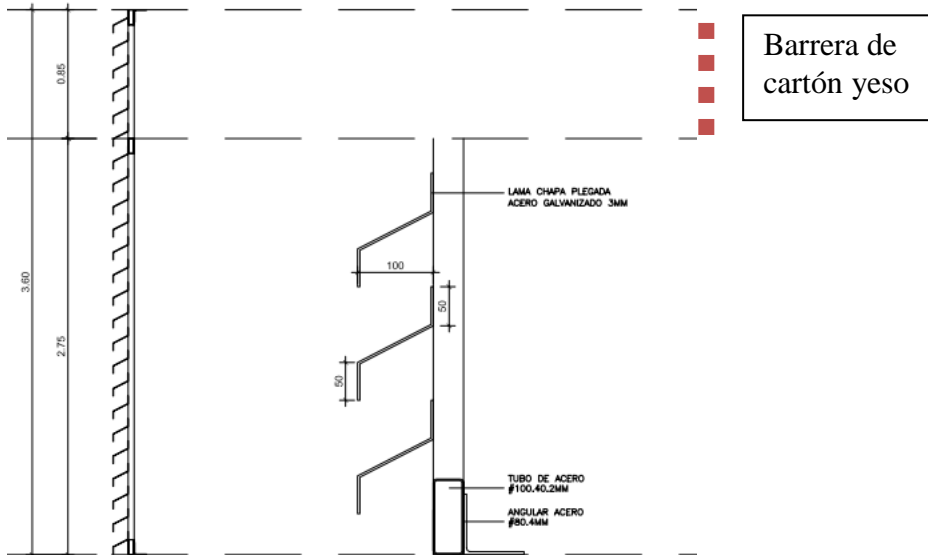 Barrera de
cartón yeso
0.85
3.60
2.75
LAMA CHAPA PLEGADA
ACERO GALVANIZADO 3MM
100
50
50
TUBO DE ACERO
#100.40.2MM
ANGULAR ACERO
#80.4MM